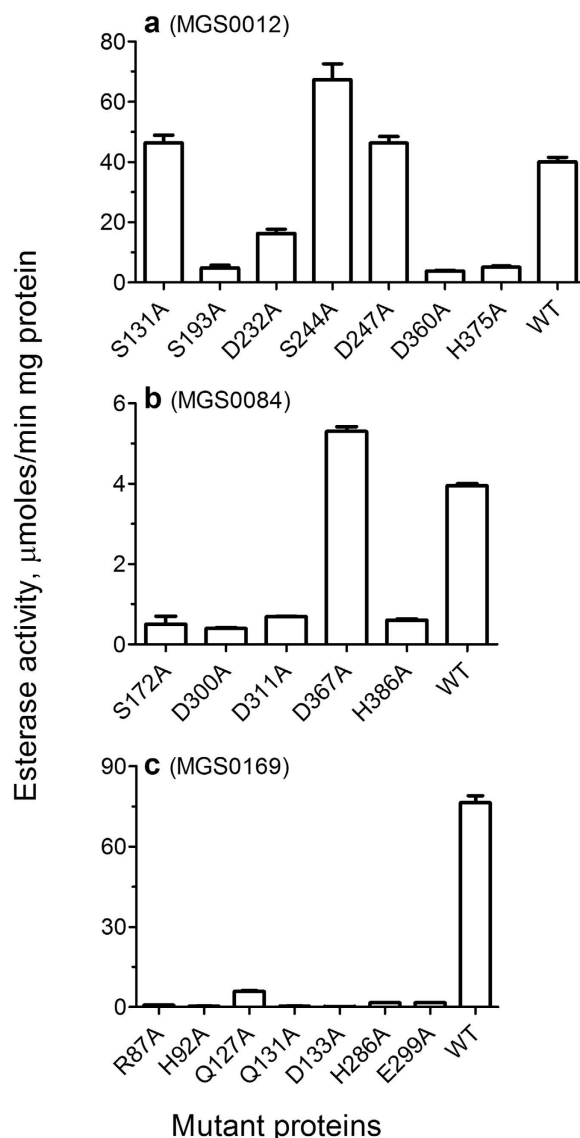 a (MGS0012)
80
60
40
20
0
S131A S193A D232A S244A D247A D360A H375A WT
b (MGS0084)
6
4
2
0
S172A D300A D311A D367A H386A WT
c (MGS0169)
90
60
30
0
R87A H92A Q127A Q131A D133A H286A E299A WT
Esterase activity, μmoles/min mg protein
Mutant proteins